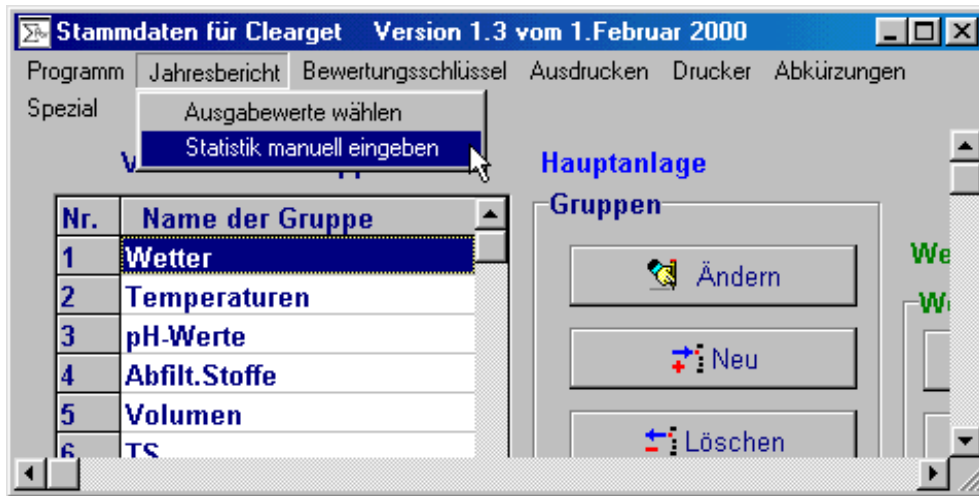 Stammdaten für Clearget Version 1.3 vom 1.Februar 2000
Programm Jahresbericht Bewertungsschlüssel Ausdrucken Drucker Abkürzungen
Spezial
Ausgabewerte wählen
Statistik manuell eingeben
Hauptanlage
Nr. Name der Gruppe
1 Wetter
2 Temperaturen
3 pH-Werte
4 Abfilt.Stoffe
5 Volumen
6 TS
Gruppen
Ändern
Neu
Löschen